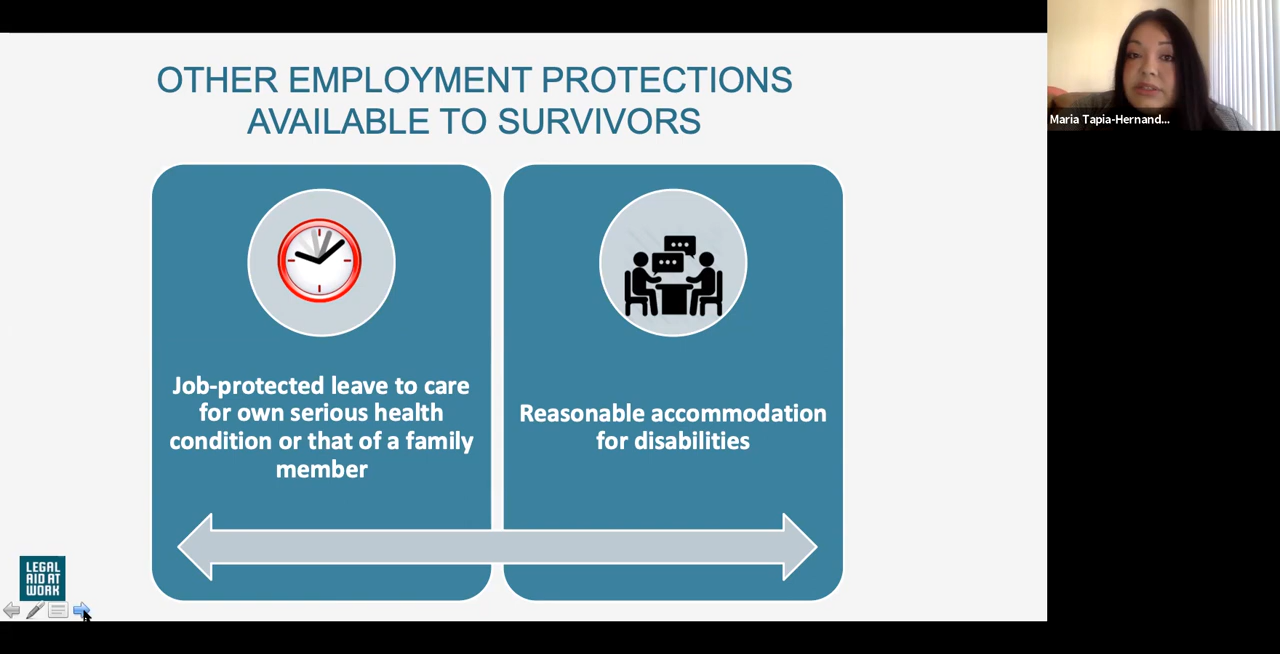 OTHER EMPLOYMENT PROTECTIONS
AVAILABLE TO SURVIVORS
Job-protected leave to care
for own serious health
condition or that of a family
member
Reasonable accommodation
for disabilities
LEGAL
AID AT
WORK
Maria Tapia-Hernand...